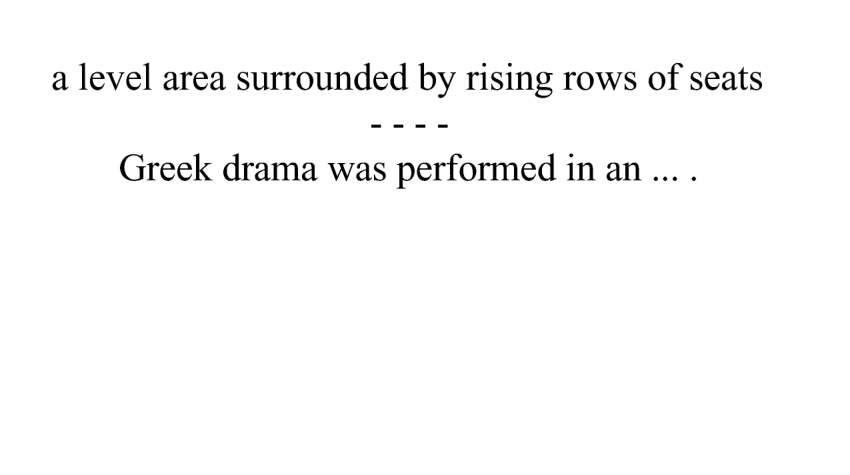 a level area surrounded by rising rows of seats
- - - -
Greek drama was performed in an ... .